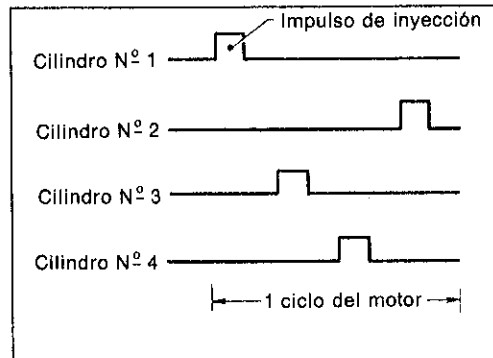 Impulso de inyección
Cilindro Nº 1
Cilindro Nº 2
Cilindro Nº 3
Cilindro Nº 4
1 ciclo del motor